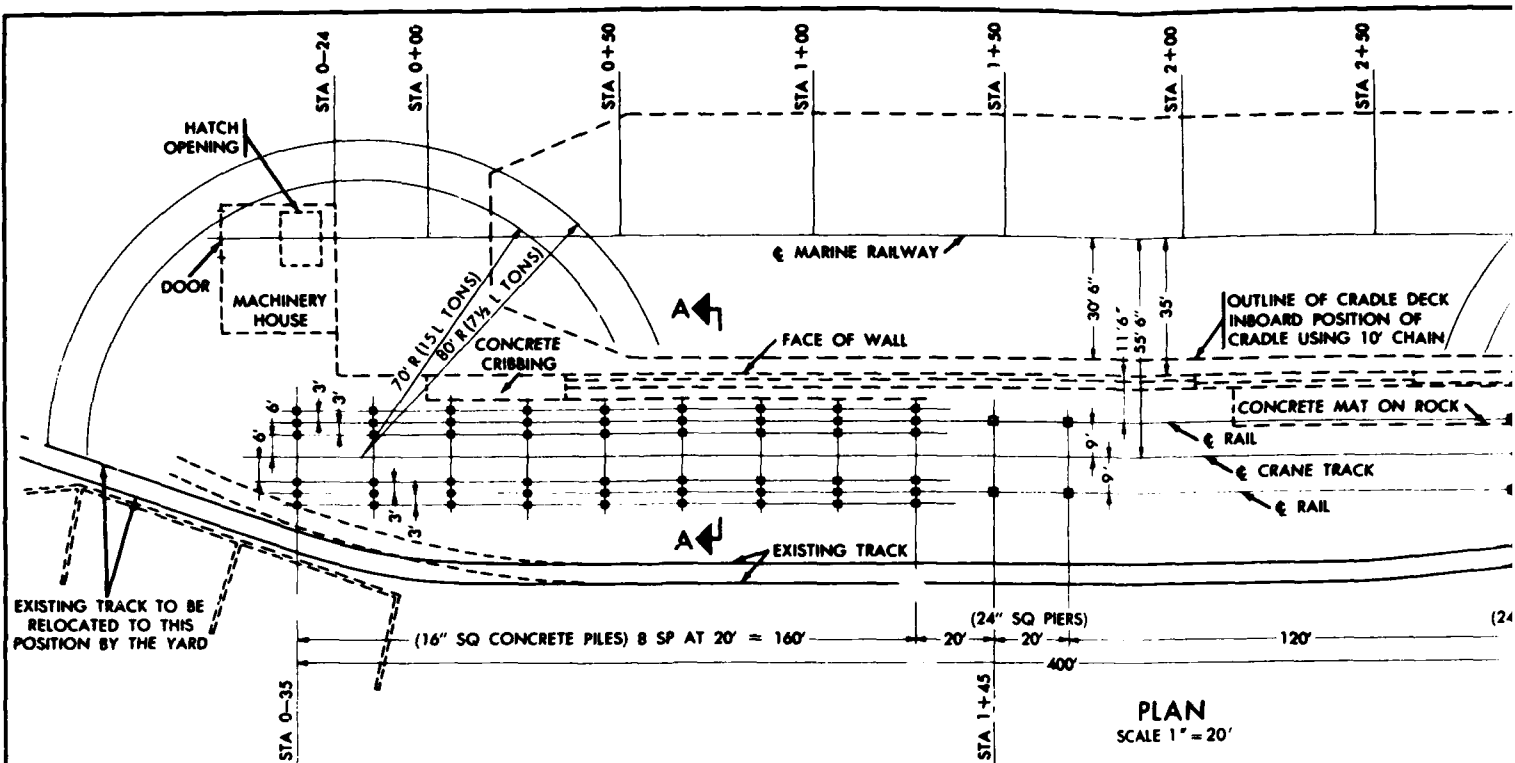 STA 0-24
STA 0+00
STA 0+50
STA 1+00
STA 1+50
STA 2+00
STA 2+50
HATCH
OPENING
DOOR
MACHINERY
HOUSE
70' R (15 L TONS)
80' R (7½ L TONS)
CONCRETE
CRIBBING
A
FACE OF WALL
℄ MARINE RAILWAY
30' 6"
11' 6"
55' 6"
35'
OUTLINE OF CRADLE DECK
INBOARD POSITION OF
CRADLE USING 10' CHAIN
CONCRETE MAT ON ROCK
℄ RAIL
℄ CRANE TRACK
℄ RAIL
9'
9'
3'
3'
6'
6'
3'
3'
A
EXISTING TRACK
EXISTING TRACK TO BE
RELOCATED TO THIS
POSITION BY THE YARD
(16" SQ CONCRETE PILES) 8 SP AT 20' = 160'
20'
(24" SQ PIERS)
20'
120'
(24
400'
STA 0-35
STA 1+45
PLAN
SCALE 1" = 20'